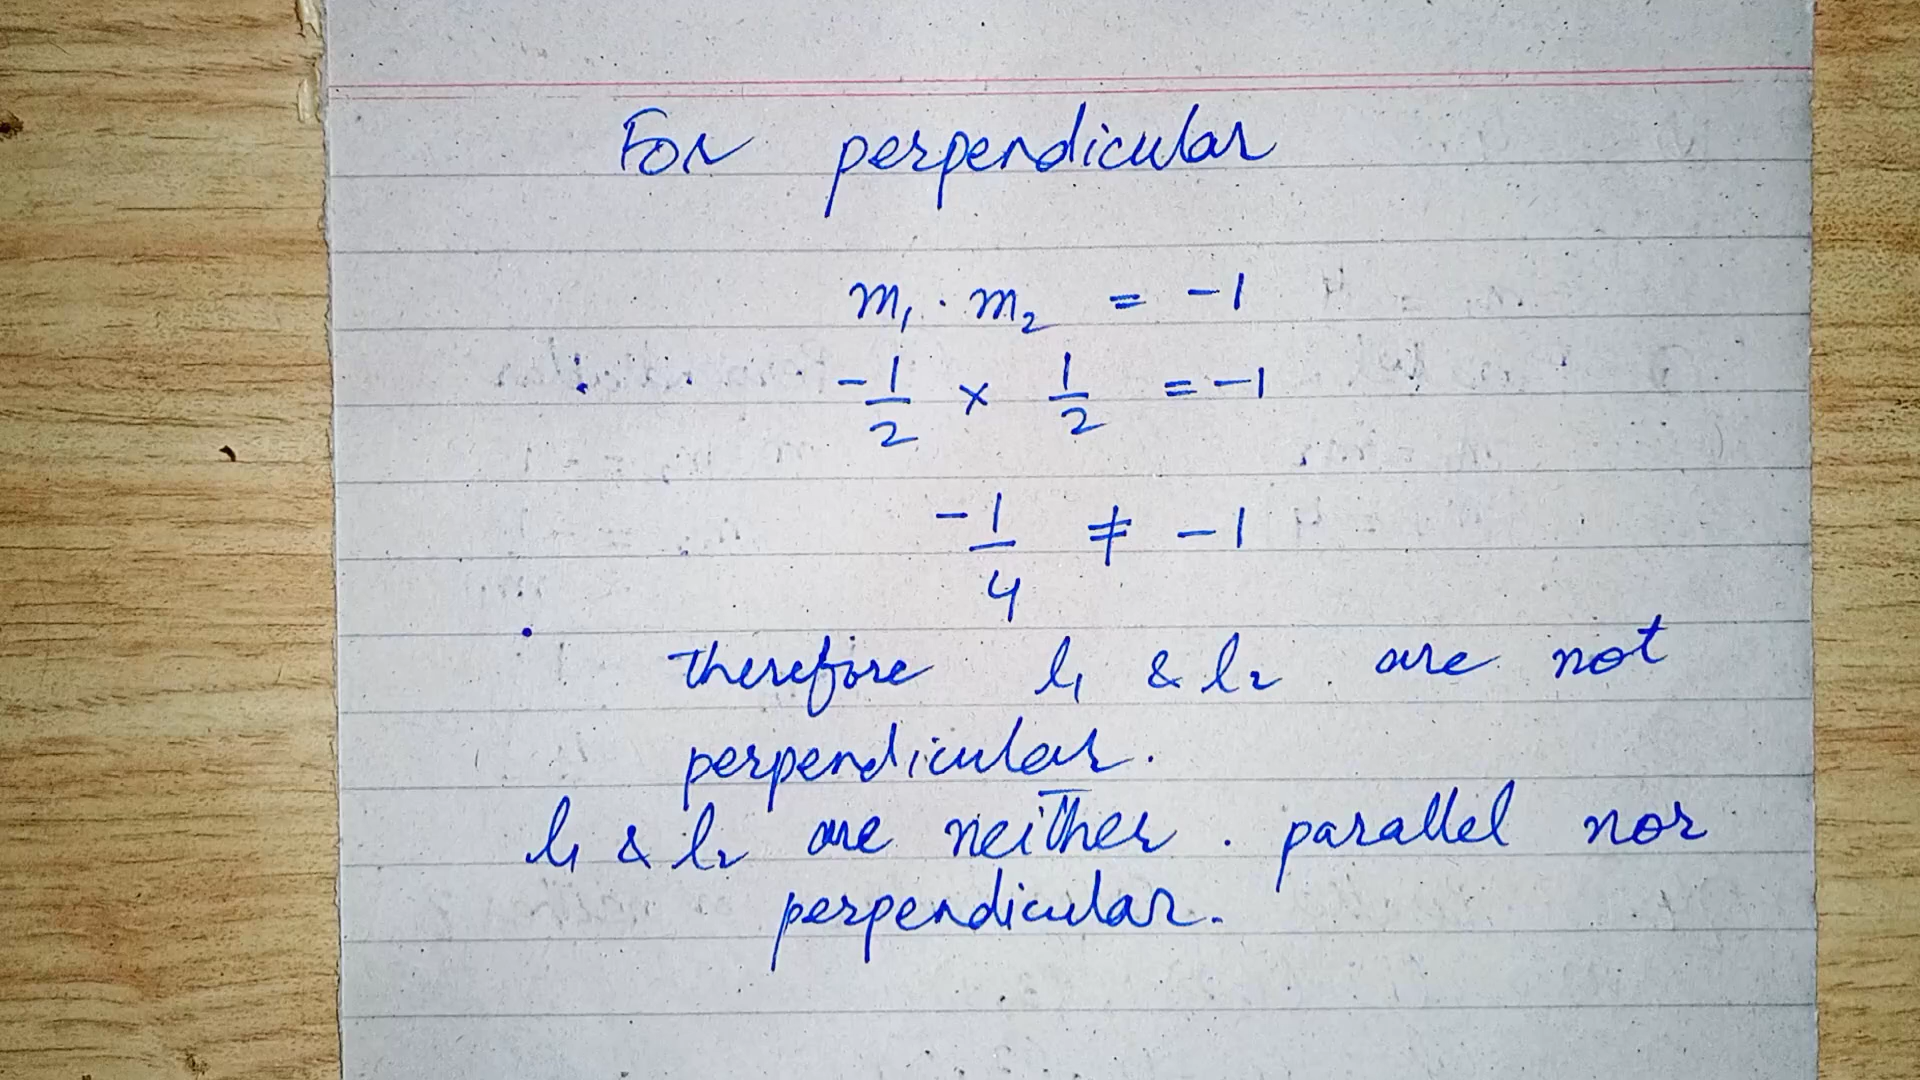 For perpendicular
m₁ · m₂ = -1
-1/2 × 1/2 = -1
-1/4 ≠ -1
therefore l₁ & l₂ are not
perpendicular.
l₁ & l₂ are neither. parallel nor
perpendicular.